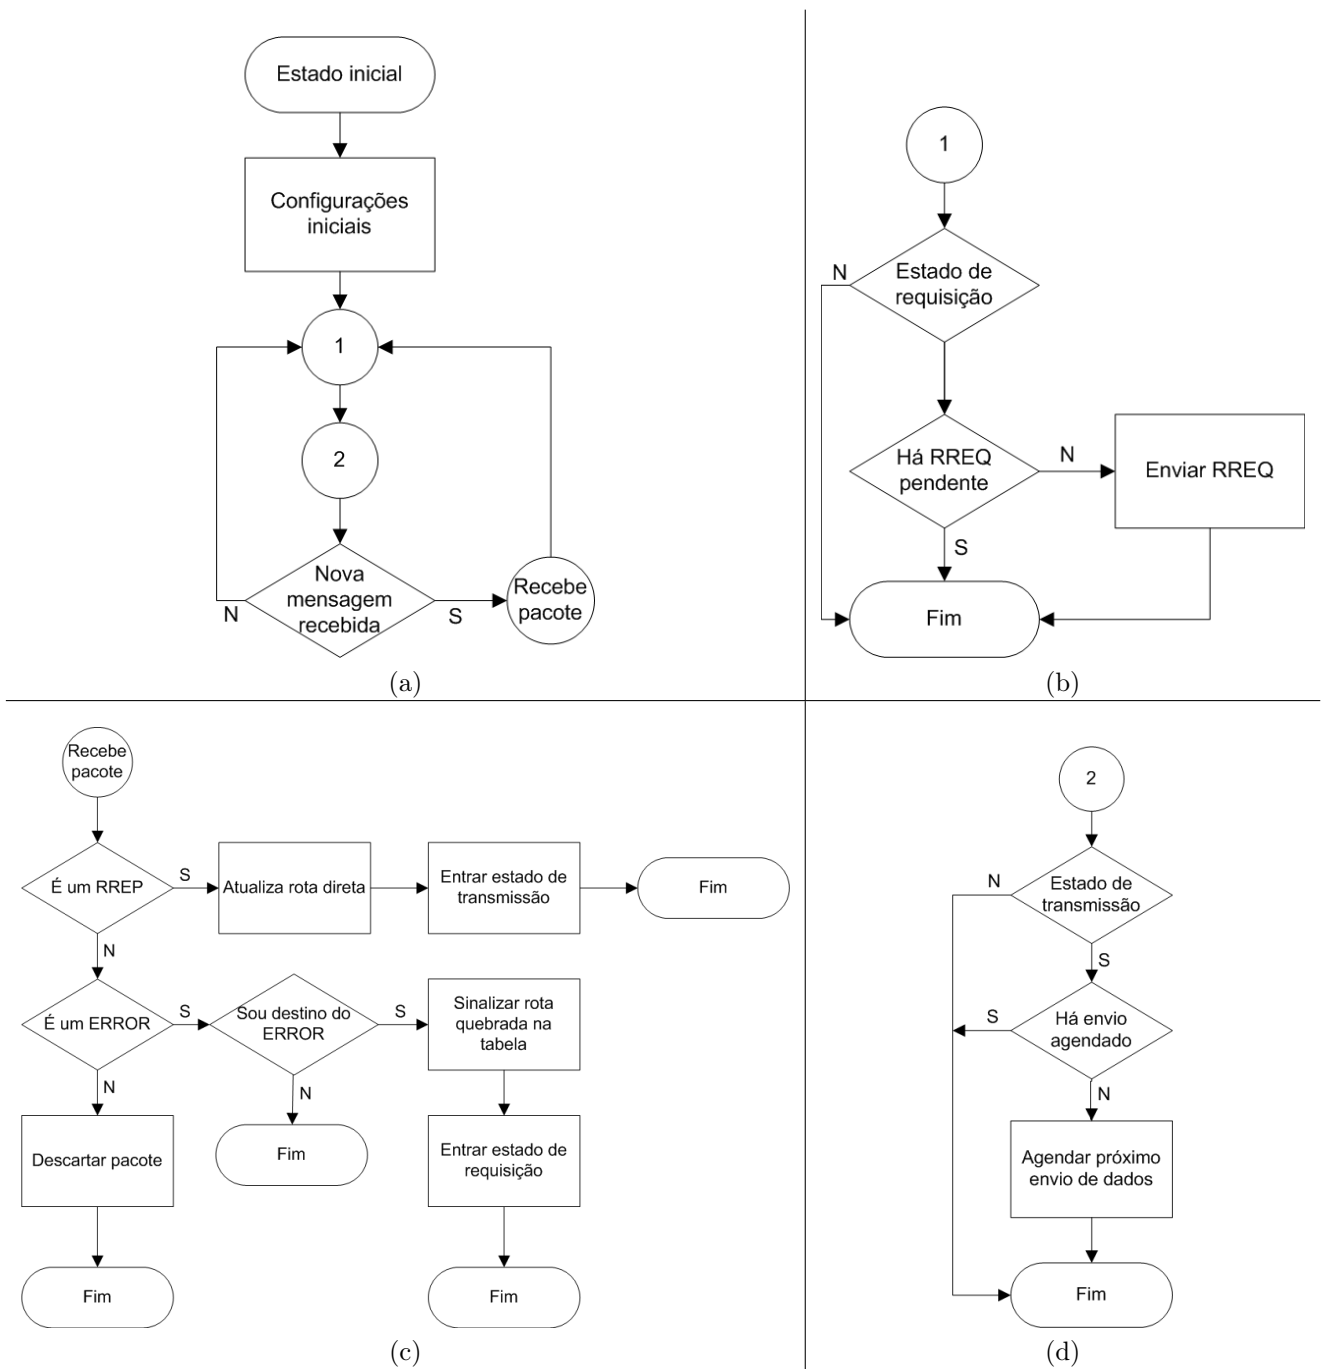 Estado inicial
Configurações
iniciais
1
2
Nova
mensagem
recebida
N
S
Recebe
pacote
(a)
1
Estado de
requisição
N
Há RREQ
pendente
N
Enviar RREQ
S
Fim
(b)
Recebe
pacote
É um RREP
S
Atualiza rota direta
Entrar estado de
transmissão
Fim
N
É um ERROR
S
Sou destino do
ERROR
S
Sinalizar rota
quebrada na
tabela
N
N
Descartar pacote
Fim
Entrar estado de
requisição
Fim
Fim
(c)
2
Estado de
transmissão
N
S
Há envio
agendado
S
N
Agendar próximo
envio de dados
Fim
(d)